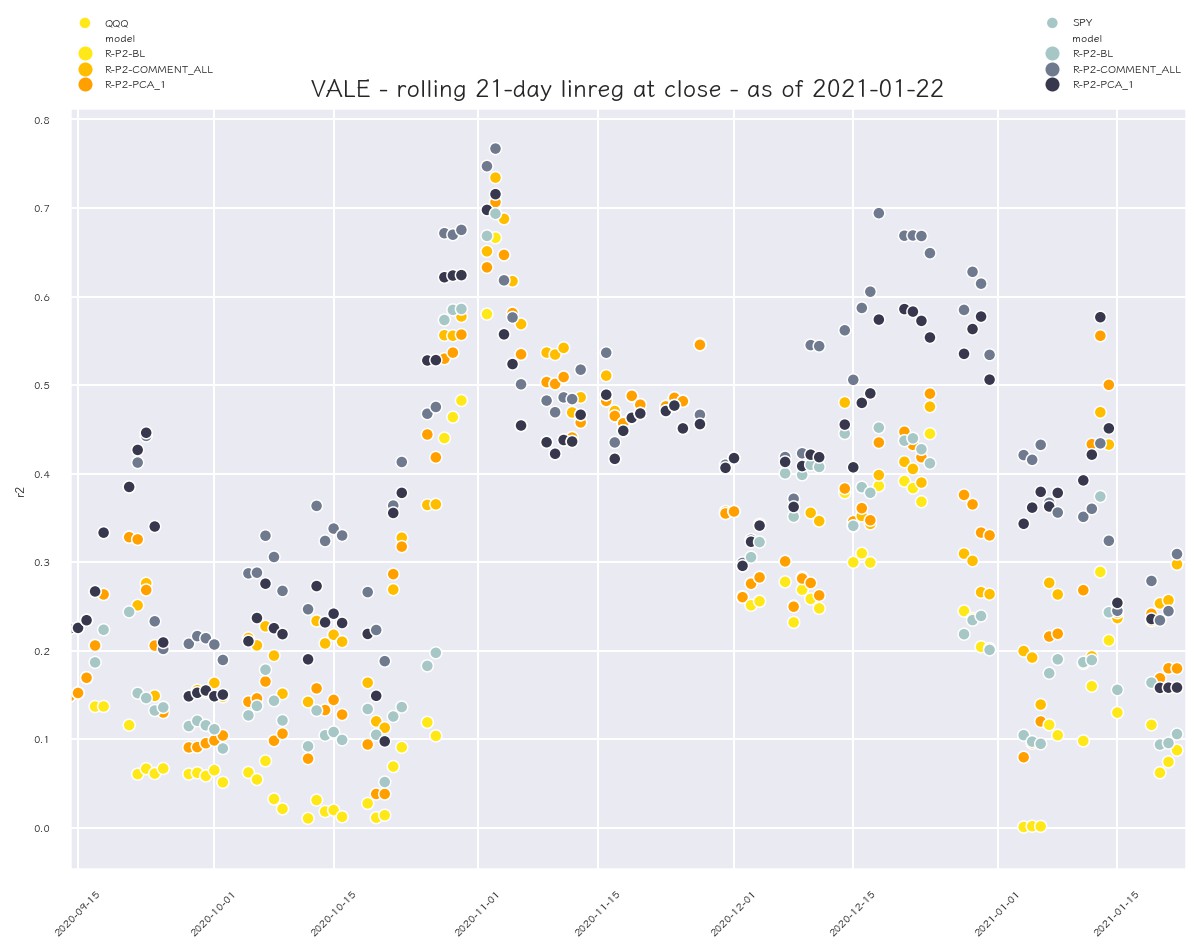 QQQ
model
R-P2-BL
R-P2-COMMENT_ALL
R-P2-PCA_1
SPY
model
R-P2-BL
R-P2-COMMENT_ALL
R-P2-PCA_1
VALE - rolling 21-day linreg at close - as of 2021-01-22
0.8
0.7
0.6
0.5
0.4
0.3
0.2
0.1
0.0
r2
2020-09-15
2020-10-01
2020-10-15
2020-11-01
2020-11-15
2020-12-01
2020-12-15
2021-01-01
2021-01-15